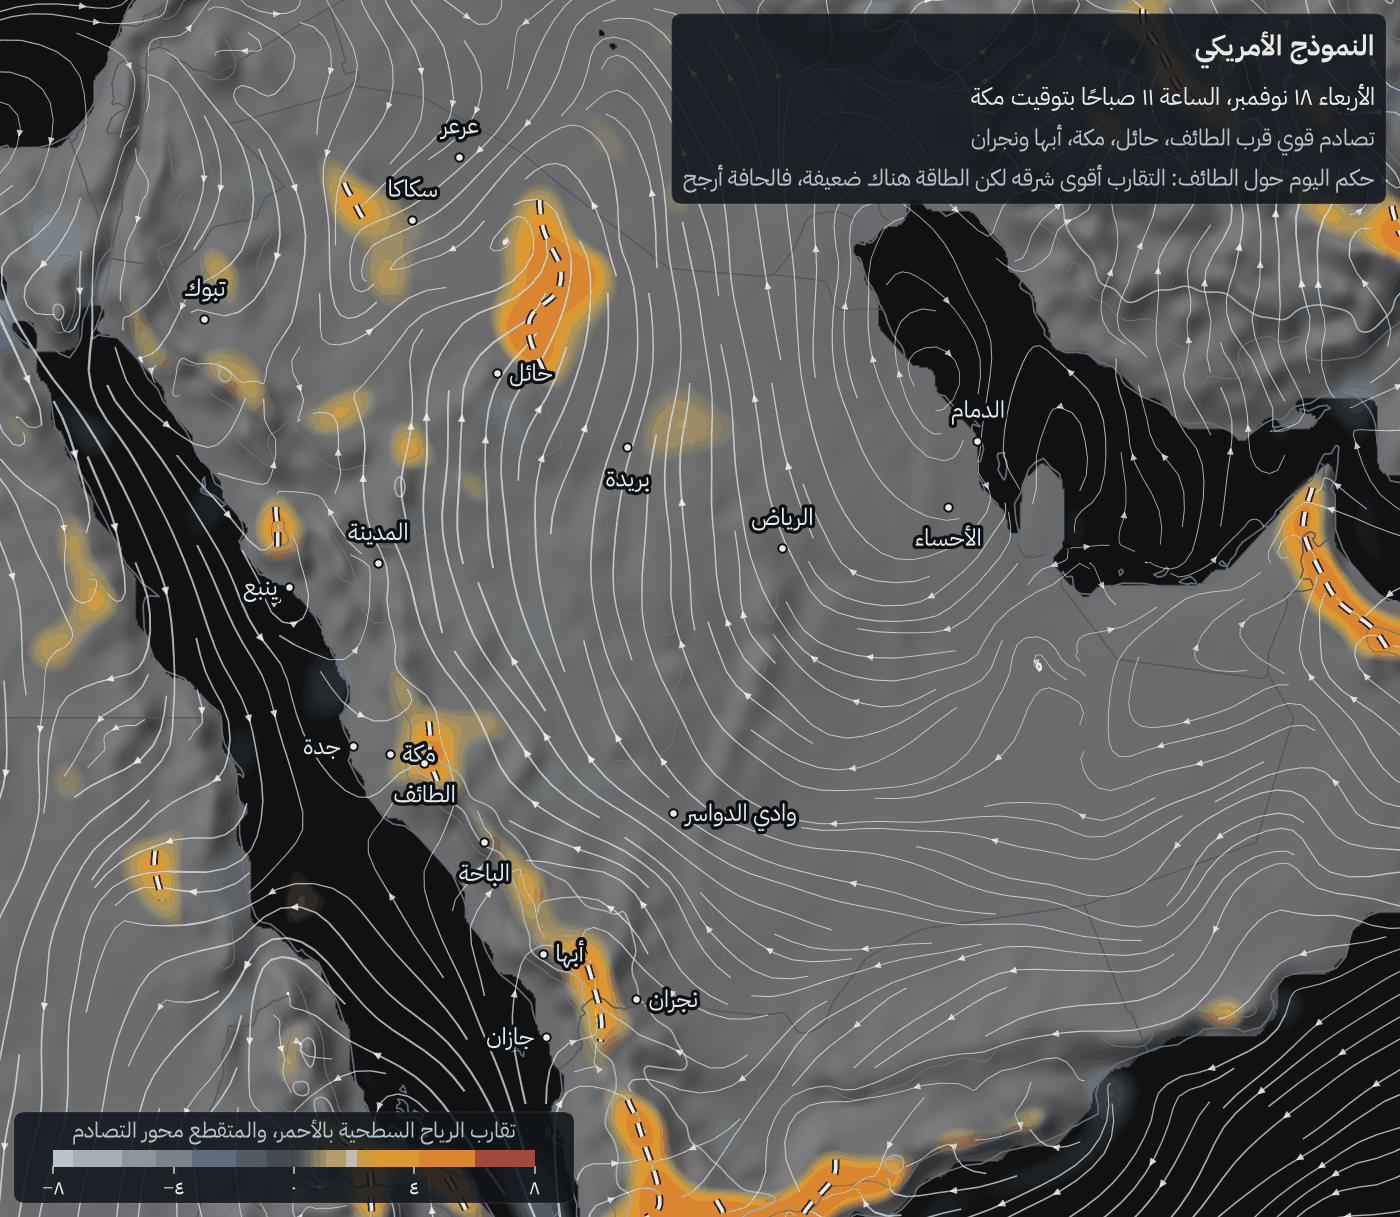 النموذج الأمريكي
الأربعاء ١٨ نوفمبر، الساعة ١١ صباحًا بتوقيت مكة
تصادم قوي قرب الطائف، حائل، مكة، أبها ونجران
حكم اليوم حول الطائف: التقارب أقوى شرقه لكن الطاقة هناك ضعيفة، فالحافة أرجح
عرعر
سكاكا
تبوك
حائل
الدمام
بريدة
الرياض
المدينة
الأحساء
ينبع
جدة
مكة
الطائف
وادي الدواسر
الباحة
أبها
نجران
جازان
تقارب الرياح السطحية بالأحمر، والمتقطع محور التصادم
−٨ −٤ ٠ ٤ ٨